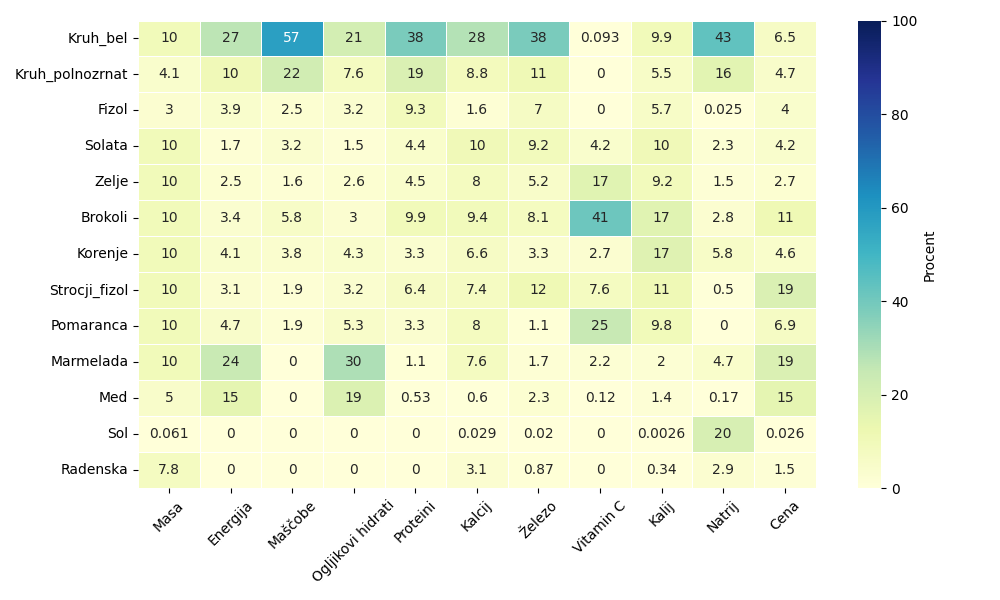 Kruh_bel 10 27 57 21 38 28 38 0.093 9.9 43 6.5
Kruh_polnozrnat 4.1 10 22 7.6 19 8.8 11 0 5.5 16 4.7
Fizol 3 3.9 2.5 3.2 9.3 1.6 7 0 5.7 0.025 4
Solata 10 1.7 3.2 1.5 4.4 10 9.2 4.2 10 2.3 4.2
Zelje 10 2.5 1.6 2.6 4.5 8 5.2 17 9.2 1.5 2.7
Brokoli 10 3.4 5.8 3 9.9 9.4 8.1 41 17 2.8 11
Korenje 10 4.1 3.8 4.3 3.3 6.6 3.3 2.7 17 5.8 4.6
Strocji_fizol 10 3.1 1.9 3.2 6.4 7.4 12 7.6 11 0.5 19
Pomaranca 10 4.7 1.9 5.3 3.3 8 1.1 25 9.8 0 6.9
Marmelada 10 24 0 30 1.1 7.6 1.7 2.2 2 4.7 19
Med 5 15 0 19 0.53 0.6 2.3 0.12 1.4 0.17 15
Sol 0.061 0 0 0 0 0.029 0.02 0 0.0026 20 0.026
Radenska 7.8 0 0 0 0 3.1 0.87 0 0.34 2.9 1.5
Masa Energija Maščobe Ogljikovi hidrati Proteini Kalcij Železo Vitamin C Kalij Natrij Cena
100
80
60
40
20
0
Procent